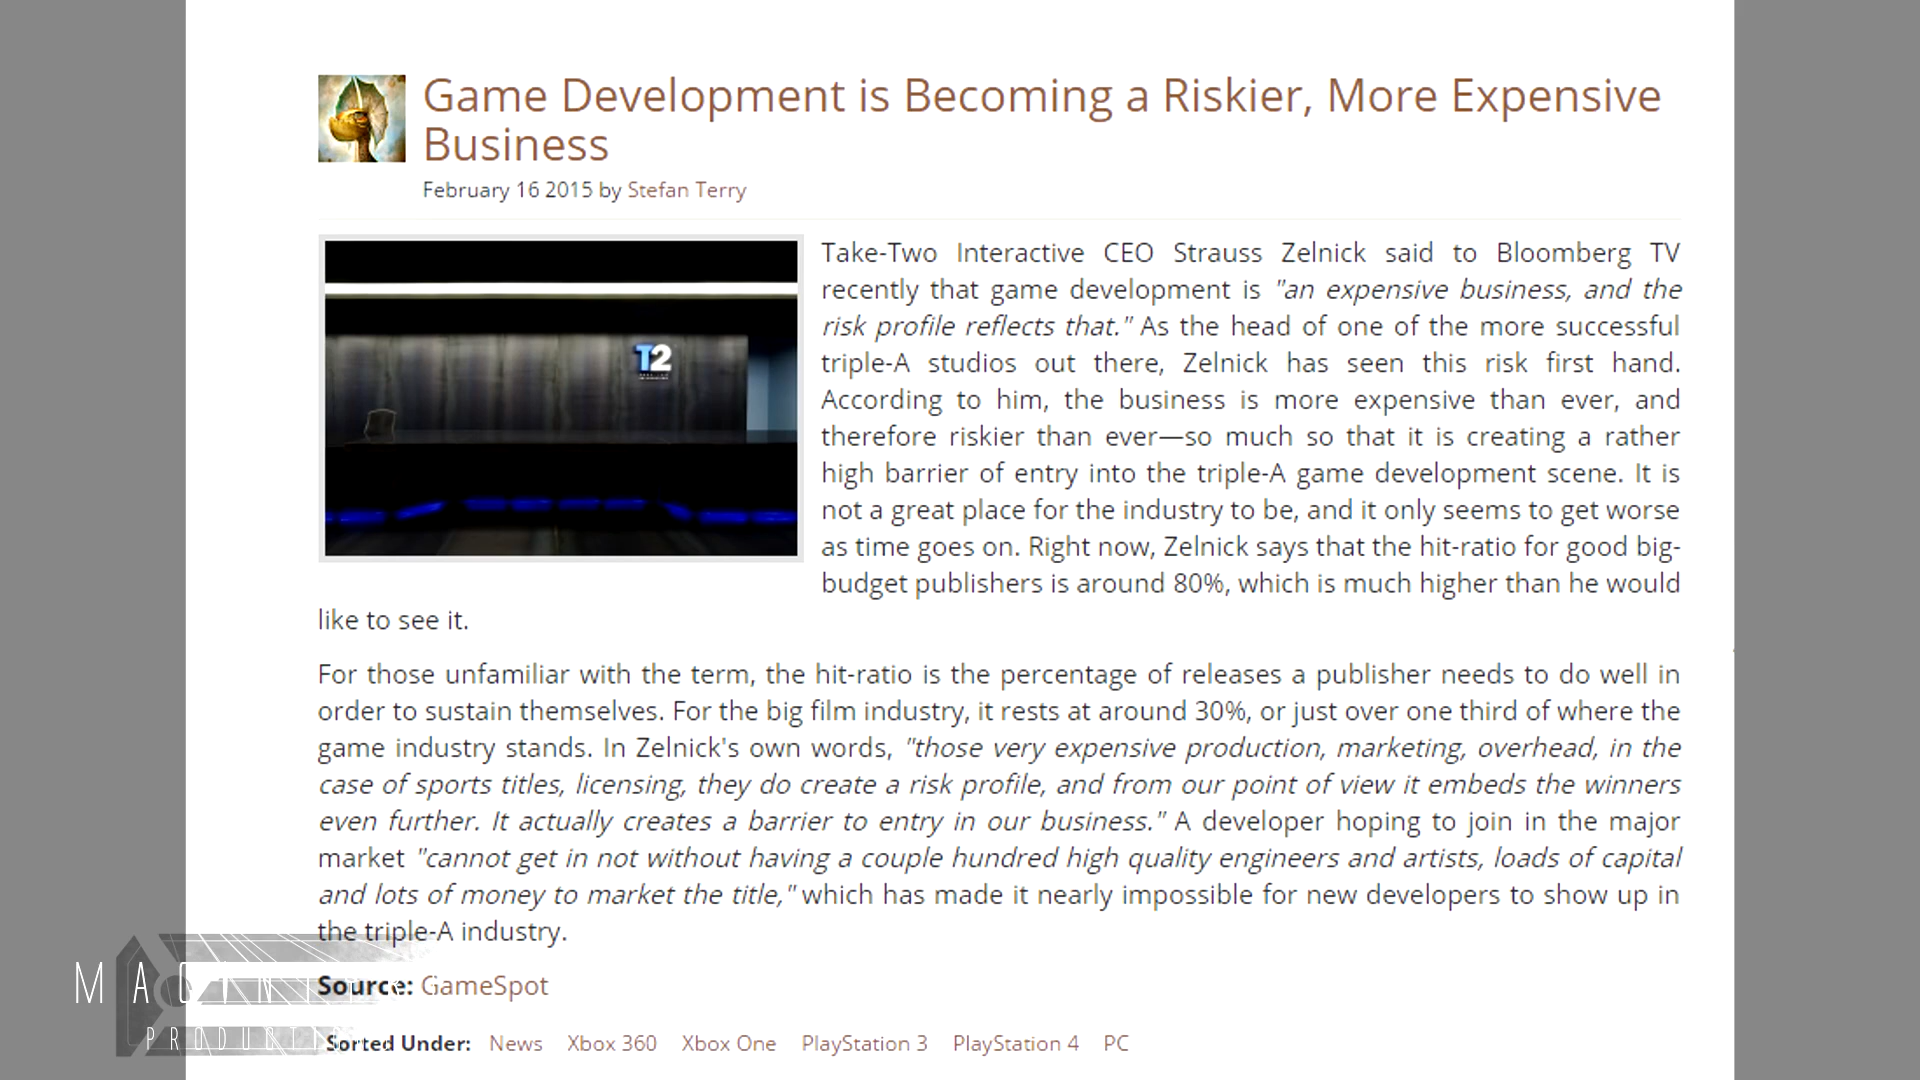 Game Development is Becoming a Riskier, More Expensive
Business
February 16 2015 by Stefan Terry
T2
Take-Two Interactive CEO Strauss Zelnick said to Bloomberg TV
recently that game development is "an expensive business, and the
risk profile reflects that." As the head of one of the more successful
triple-A studios out there, Zelnick has seen this risk first hand.
According to him, the business is more expensive than ever, and
therefore riskier than ever—so much so that it is creating a rather
high barrier of entry into the triple-A game development scene. It is
not a great place for the industry to be, and it only seems to get worse
as time goes on. Right now, Zelnick says that the hit-ratio for good big-
budget publishers is around 80%, which is much higher than he would
like to see it.
For those unfamiliar with the term, the hit-ratio is the percentage of releases a publisher needs to do well in
order to sustain themselves. For the big film industry, it rests at around 30%, or just over one third of where the
game industry stands. In Zelnick's own words, "those very expensive production, marketing, overhead, in the
case of sports titles, licensing, they do create a risk profile, and from our point of view it embeds the winners
even further. It actually creates a barrier to entry in our business." A developer hoping to join in the major
market "cannot get in not without having a couple hundred high quality engineers and artists, loads of capital
and lots of money to market the title," which has made it nearly impossible for new developers to show up in
the triple-A industry.
Source: GameSpot
Sorted Under: News Xbox 360 Xbox One PlayStation 3 PlayStation 4 PC